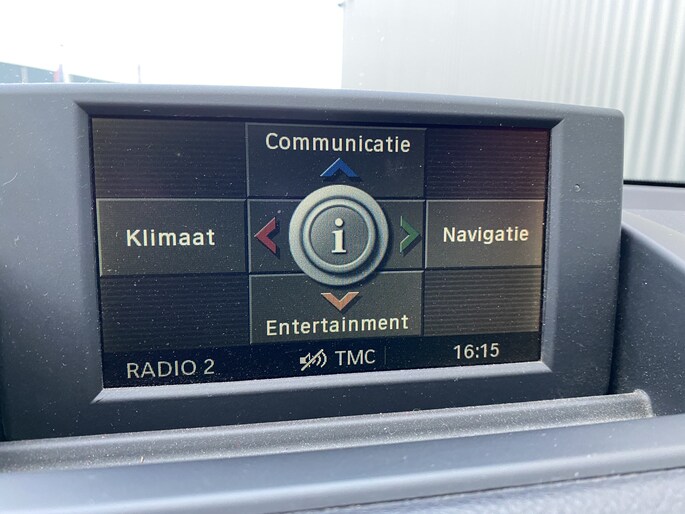 Communicatie
Klimaat
i
Navigatie
Entertainment
RADIO 2
TMC
16:15